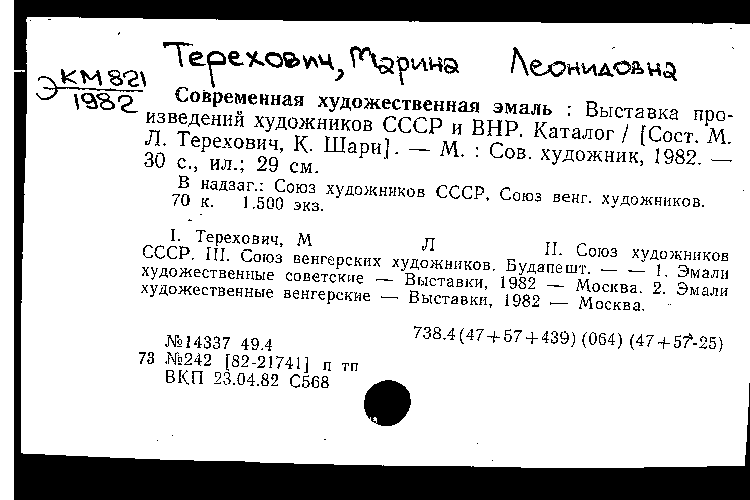 Терехович, Марина Леонидовна
Э КМ821
1982
Современная художественная эмаль : Выставка про-
изведений художников СССР и ВНР. Каталог / [Сост. М.
Л. Терехович, К. Шари]. — М. : Сов. художник, 1982. —
30 с., ил.; 29 см.
В надзаг.: Союз художников СССР, Союз венг. художников.
70 к. 1.500 экз.
I. Терехович, М Л II. Союз художников
СССР. III. Союз венгерских художников. Будапешт. — — 1. Эмали
художественные советские — Выставки, 1982 — Москва. 2. Эмали
художественные венгерские — Выставки, 1982 — Москва.
738.4(47+57+439)(064)(47+57-25)
№14337 49.4
73 №242 [82-21741] п тп
ВКП 23.04.82 С568